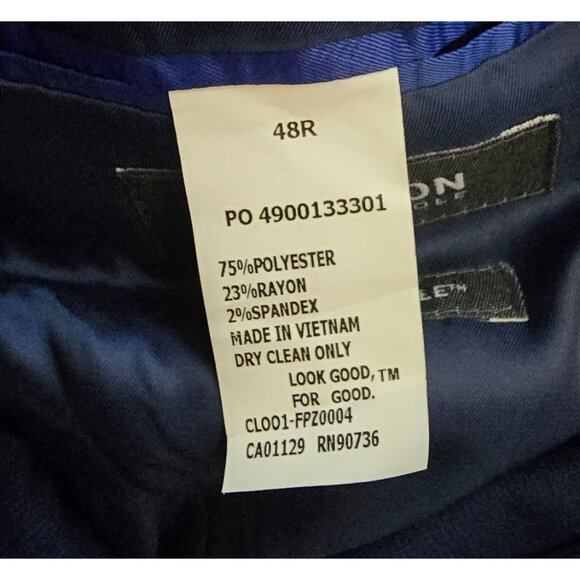 48R
PO 4900133301
75%POLYESTER
23%RAYON
2%SPANDEX
MADE IN VIETNAM
DRY CLEAN ONLY
LOOK GOOD,™
FOR GOOD.
CL001-FPZ0004
CA01129 RN90736